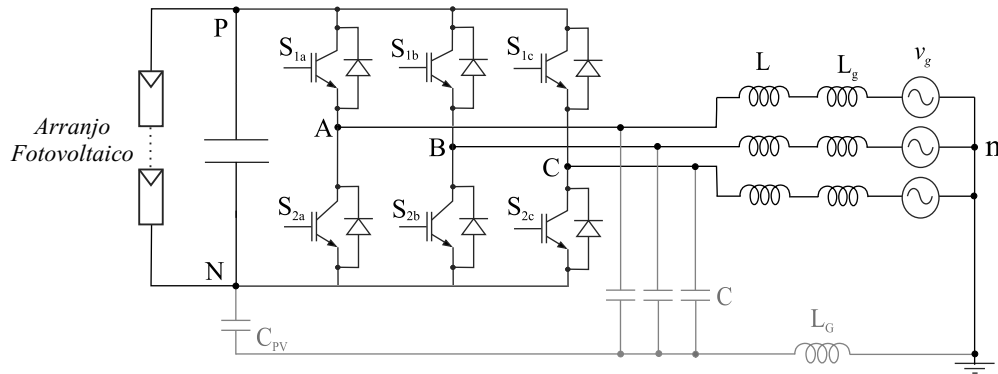 P
S1a
S1b
S1c
L
Lg
vg
Arranjo
Fotovoltaico
A
B
C
n
S2a
S2b
S2c
N
C
CPV
LG